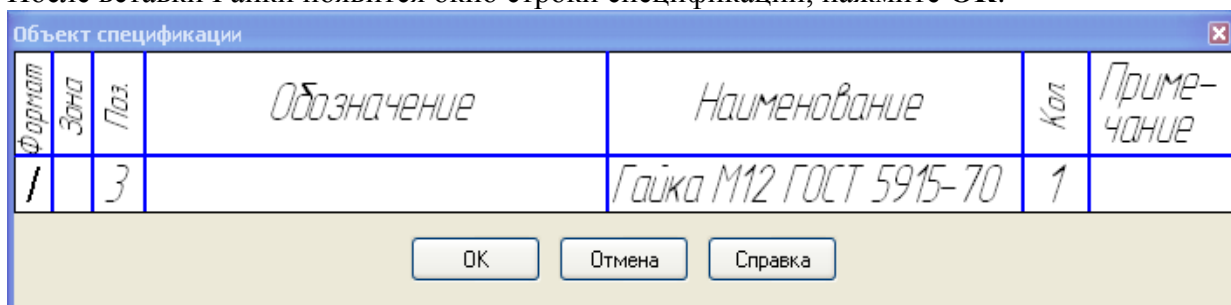 После вставки Гайки появится окно строки спецификации, нажмите ОК.
Объект спецификации
Формат Зона Поз. Обозначение Наименование Кол. Приме-
чание
3 Гайка М12 ГОСТ 5915-70 1
ОК Отмена Справка